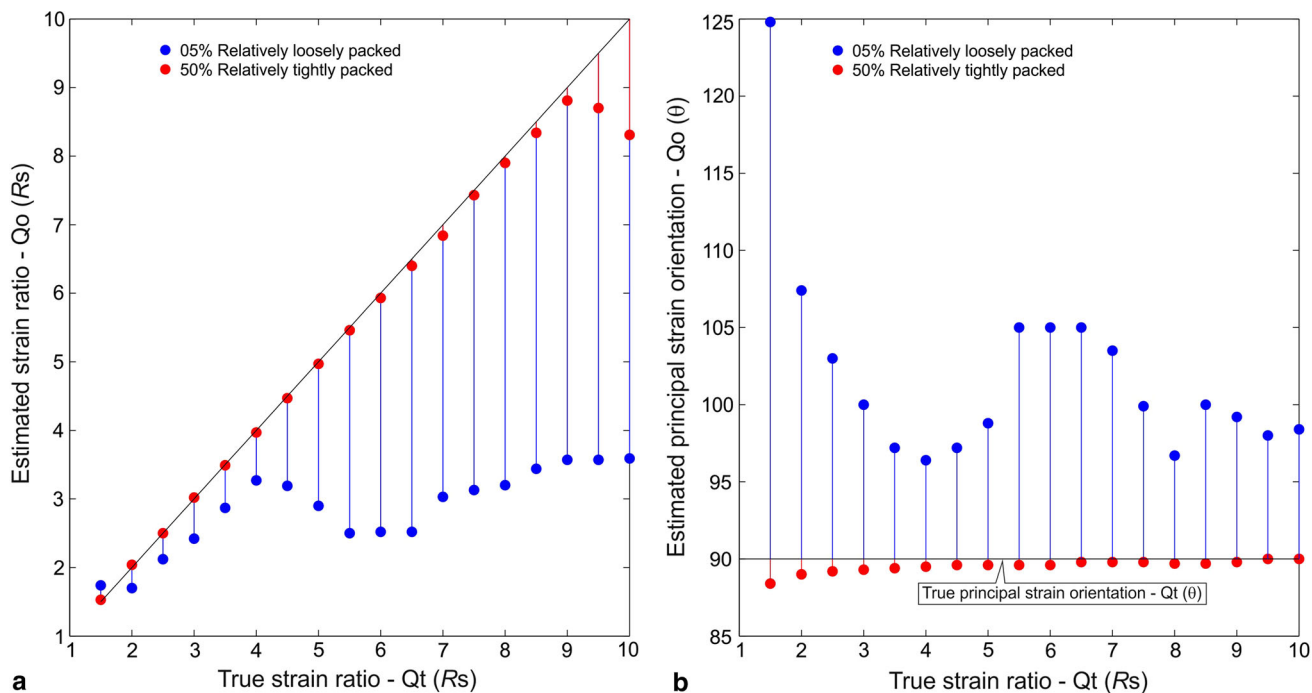 10
9
8
7
6
5
4
3
2
1
Estimated strain ratio - Qo (Rs)
05% Relatively loosely packed
50% Relatively tightly packed
1 2 3 4 5 6 7 8 9 10
True strain ratio - Qt (Rs)
a
125
120
115
110
105
100
95
90
85
Estimated principal strain orientation - Qo (θ)
05% Relatively loosely packed
50% Relatively tightly packed
True principal strain orientation - Qt (θ)
1 2 3 4 5 6 7 8 9 10
True strain ratio - Qt (Rs)
b